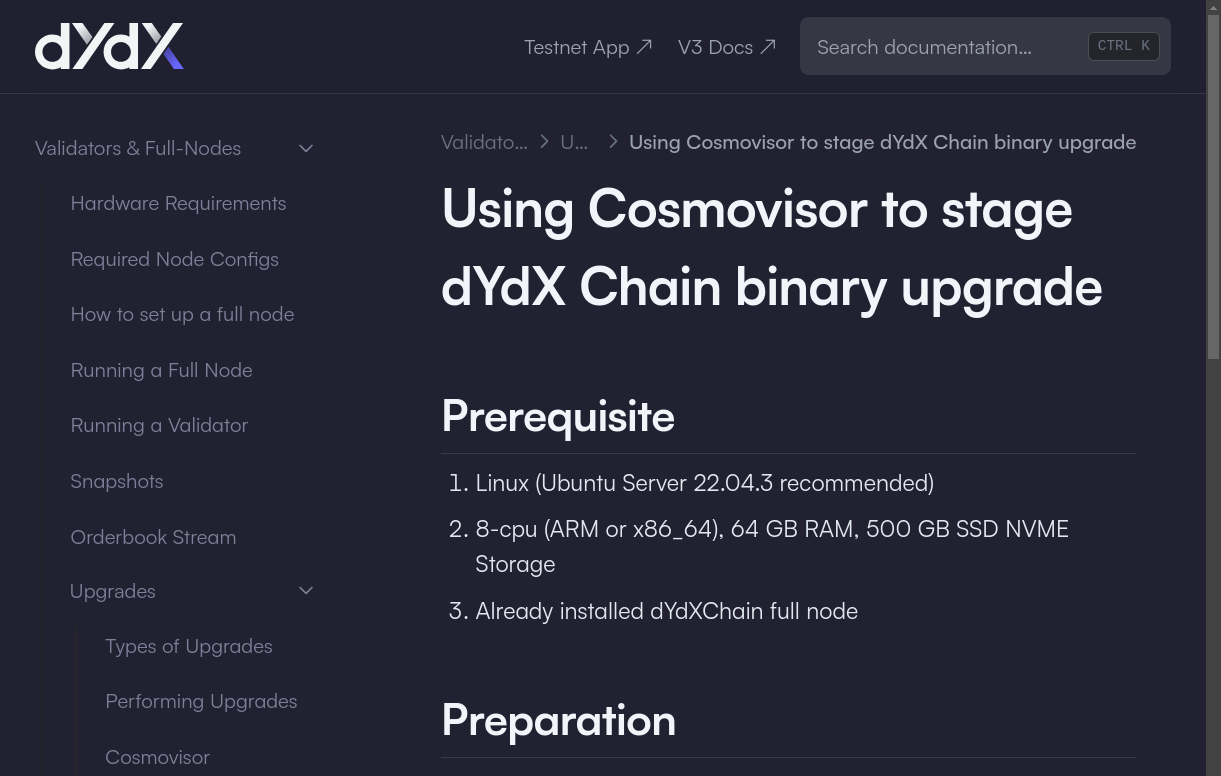 dYdX
Testnet App
V3 Docs
Search documentation...
CTRL K
Validators & Full-Nodes
Hardware Requirements
Required Node Configs
How to set up a full node
Running a Full Node
Running a Validator
Snapshots
Orderbook Stream
Upgrades
Types of Upgrades
Performing Upgrades
Cosmovisor
Validato... > U... > Using Cosmovisor to stage dYdX Chain binary upgrade
Using Cosmovisor to stage
dYdX Chain binary upgrade
Prerequisite
1. Linux (Ubuntu Server 22.04.3 recommended)
2. 8-cpu (ARM or x86_64), 64 GB RAM, 500 GB SSD NVME
Storage
3. Already installed dYdXChain full node
Preparation